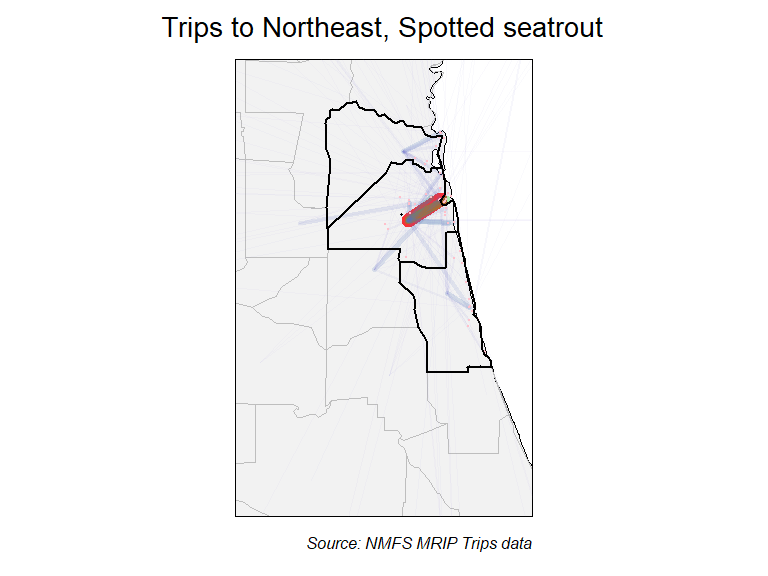 Trips to Northeast, Spotted seatrout
Source: NMFS MRIP Trips data